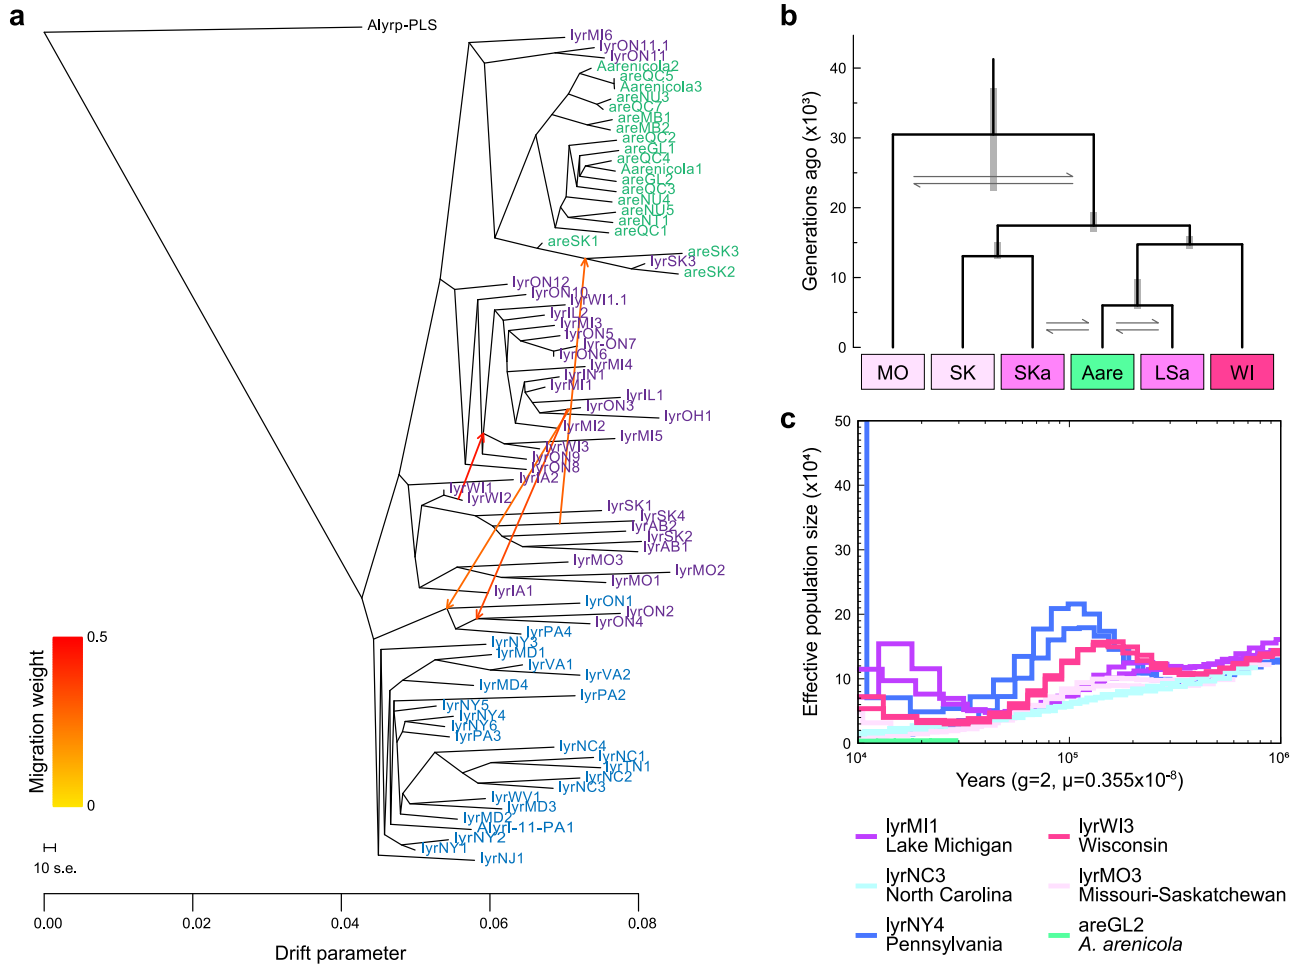 a
Alyrp-PLS
lyrMI6
lyrON11.1
lyrON11
Aarenicola2
areQC5
Aarenicola3
areNU3
areQC7
areMB1
areMB2
areQC2
areGL1
areQC4
Aarenicola1
areGL2
areQC3
areNU4
areNU5
areNT1
areQC1
areSK1
areSK3
lyrSK3
areSK2
lyrON12
lyrON10
lyrWI1.1
lyrIL2
lyrMI3
lyrON5
lyr-ON7
lyrON6
lyrMI4
lyrIN1
lyrMI1
lyrIL1
lyrON3
lyrOH1
lyrMI2
lyrMI5
lyrWI3
lyrON9
lyrON8
lyrIA2
lyrWI1
lyrWI2
lyrSK1
lyrSK4
lyrAB2
lyrSK2
lyrAB1
lyrMO3
lyrMO2
lyrMO1
lyrIA1
lyrON1
lyrON2
lyrON4
lyrPA4
lyrNY3
lyrMD1
lyrVA1
lyrVA2
lyrMD4
lyrPA2
lyrNY5
lyrNY4
lyrNY6
lyrPA3
lyrNC4
lyrNC1
lyrTN1
lyrNC2
lyrNC3
lyrWV1
lyrMD3
lyrMD2
Alyrl-11-PA1
lyrNY2
lyrNY1
lyrNJ1
Migration weight
0.5
0
10 s.e.
0.00 0.02 0.04 0.06 0.08
Drift parameter
b
Generations ago (x10³)
40
30
20
10
0
MO SK SKa Aare LSa WI
c
Effective population size (x10⁴)
50
40
30
20
10
0
10⁴ 10⁵ 10⁶
Years (g=2, μ=0.355x10⁻⁸)
lyrMI1
Lake Michigan
lyrWI3
Wisconsin
lyrNC3
North Carolina
lyrMO3
Missouri-Saskatchewan
lyrNY4
Pennsylvania
areGL2
A. arenicola